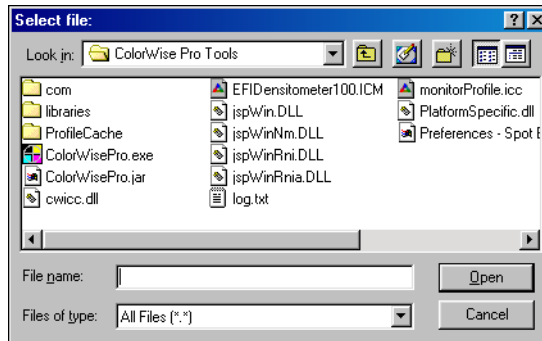 Select file:
Look in: ColorWise Pro Tools
com
libraries
ProfileCache
ColorWisePro.exe
ColorWisePro.jar
cwicc.dll
EFIDensitometer100.ICM
jspWin.DLL
jspWinNm.DLL
jspWinRni.DLL
jspWinRnia.DLL
log.txt
monitorProfile.icc
PlatformSpecific.dll
Preferences - Spot
File name:
Open
Files of type: All Files (*.*)
Cancel